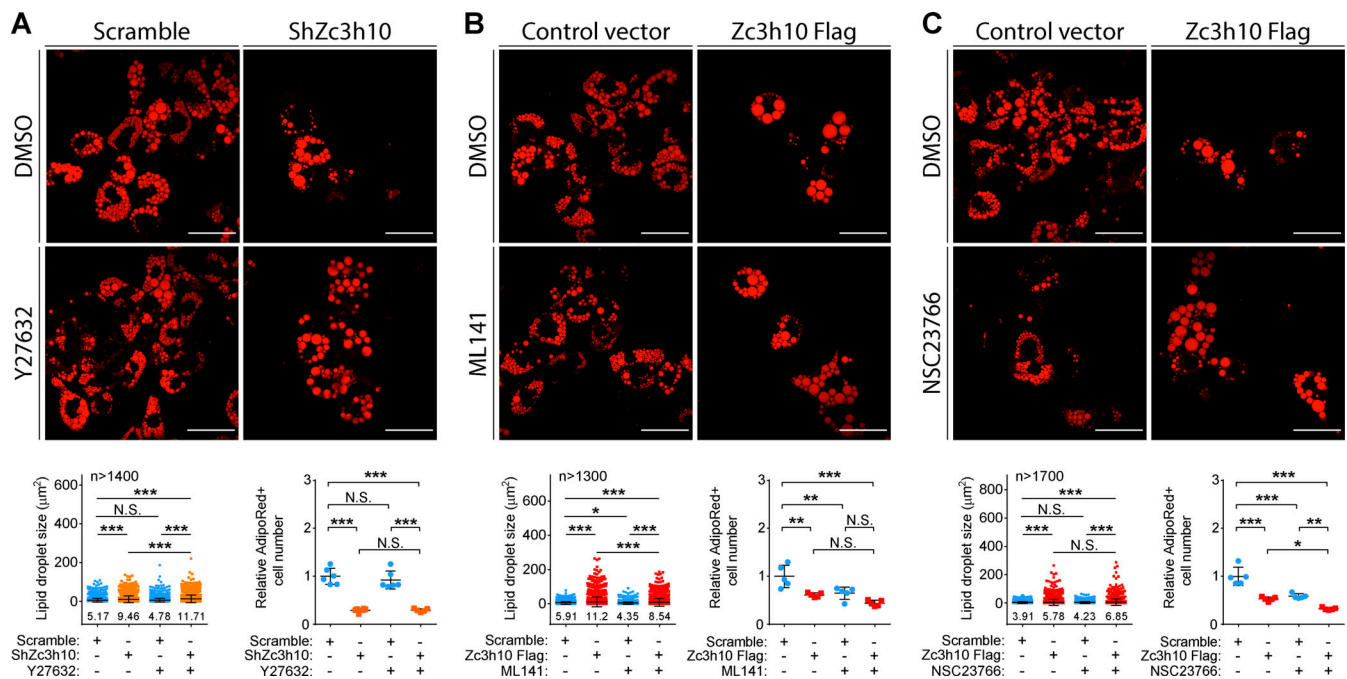 A
Scramble
ShZc3h10
DMSO
Y27632
B
Control vector
Zc3h10 Flag
DMSO
ML141
C
Control vector
Zc3h10 Flag
DMSO
NSC23766
Lipid droplet size (µm²)
n>1400
600
400
200
0
***
N.S.
***
***
***
5.17 9.46 4.78 11.71
Scramble: + - + -
ShZc3h10: - + - +
Y27632: - - + +
Relative AdipoRed+
cell number
3
2
1
0
***
N.S.
***
***
N.S.
Scramble: + - + -
ShZc3h10: - + - +
Y27632: - - + +
Lipid droplet size (µm²)
n>1300
600
400
200
0
***
*
***
***
***
5.91 11.2 4.35 8.54
Scramble: + - + -
Zc3h10 Flag: - + - +
ML141: - - + +
Relative AdipoRed+
cell number
3
2
1
0
***
**
**
N.S.
N.S.
Scramble: + - + -
Zc3h10 Flag: - + - +
ML141: - - + +
Lipid droplet size (µm²)
n>1700
800
600
400
200
0
***
N.S.
***
***
N.S.
3.91 5.78 4.23 6.85
Scramble: + - + -
Zc3h10 Flag: - + - +
NSC23766: - - + +
Relative AdipoRed+
cell number
3
2
1
0
***
***
***
**
*
Scramble: + - + -
Zc3h10 Flag: - + - +
NSC23766: - - + +